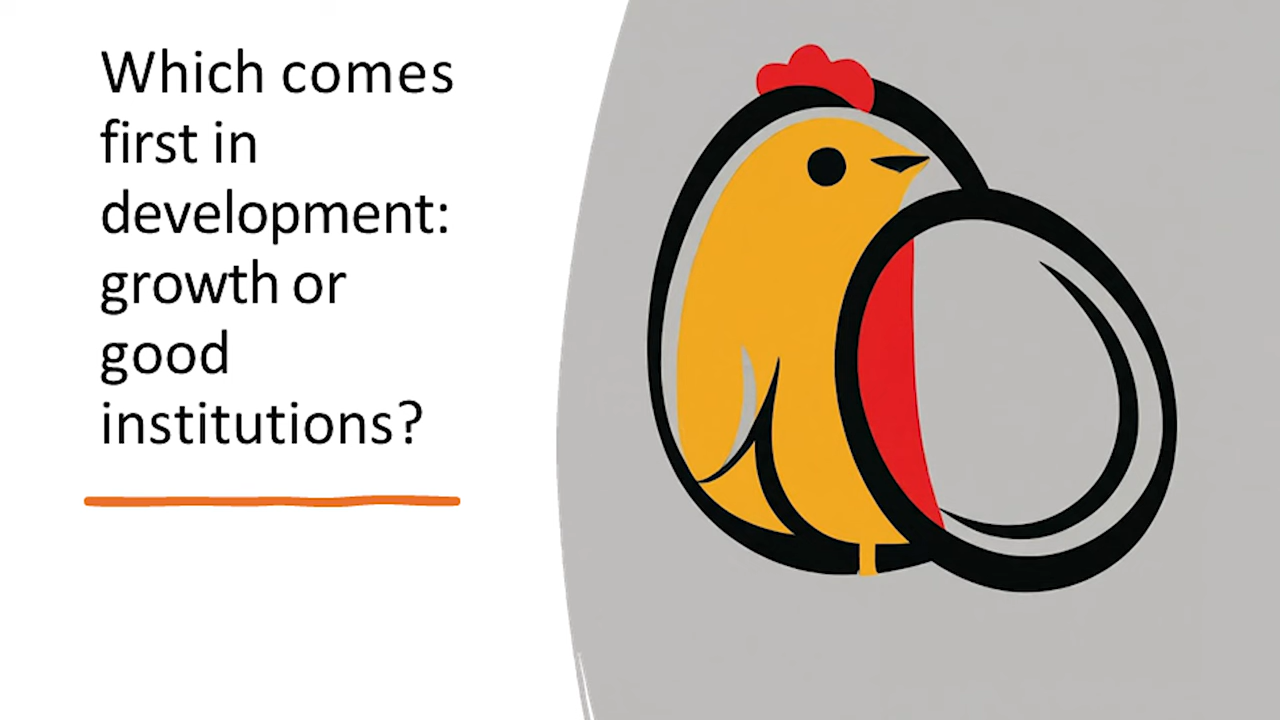 Which comes
first in
development:
growth or
good
institutions?